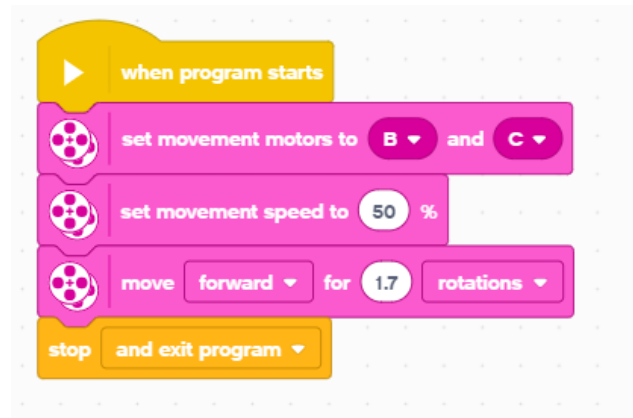 when program starts
set movement motors to B and C
set movement speed to 50 %
move forward for 1.7 rotations
stop and exit program